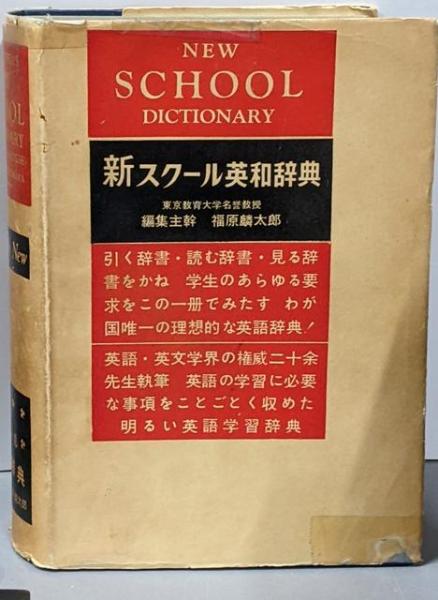 NEW
SCHOOL
DICTIONARY
新スクール英和辞典
東京教育大学名誉教授
編集主幹 福原麟太郎
引く辞書・読む辞書・見る辞
書をかね 学生のあらゆる要
求をこの一冊でみたす わが
国唯一の理想的な英語辞典!
英語・英文学界の権威二十余
先生執筆 英語の学習に必要
な事項をことごとく収めた
明るい英語学習辞典
New
典